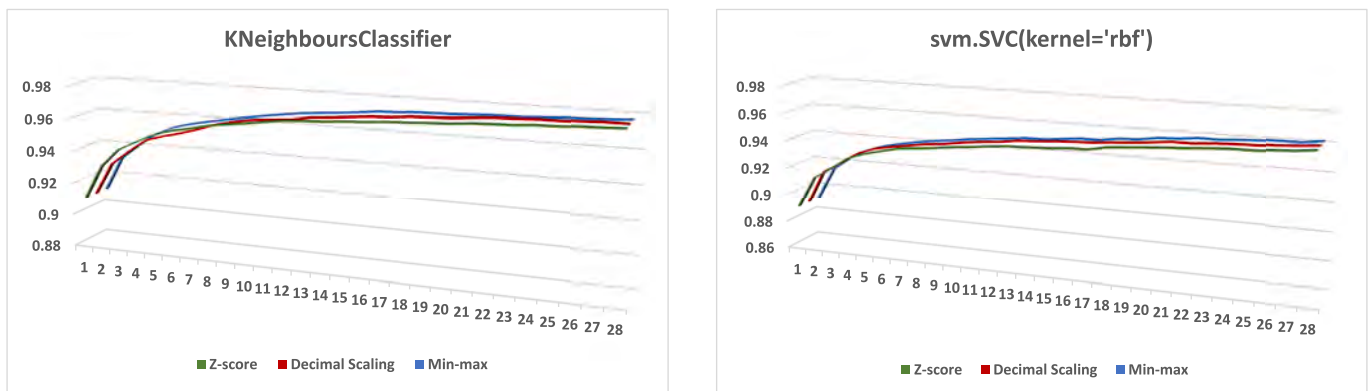 KNeighboursClassifier
0.98
0.96
0.94
0.92
0.9
0.88
1 2 3 4 5 6 7 8 9 10 11 12 13 14 15 16 17 18 19 20 21 22 23 24 25 26 27 28
Z-score Decimal Scaling Min-max
svm.SVC(kernel='rbf')
0.98
0.96
0.94
0.92
0.9
0.88
0.86
1 2 3 4 5 6 7 8 9 10 11 12 13 14 15 16 17 18 19 20 21 22 23 24 25 26 27 28
Z-score Decimal Scaling Min-max